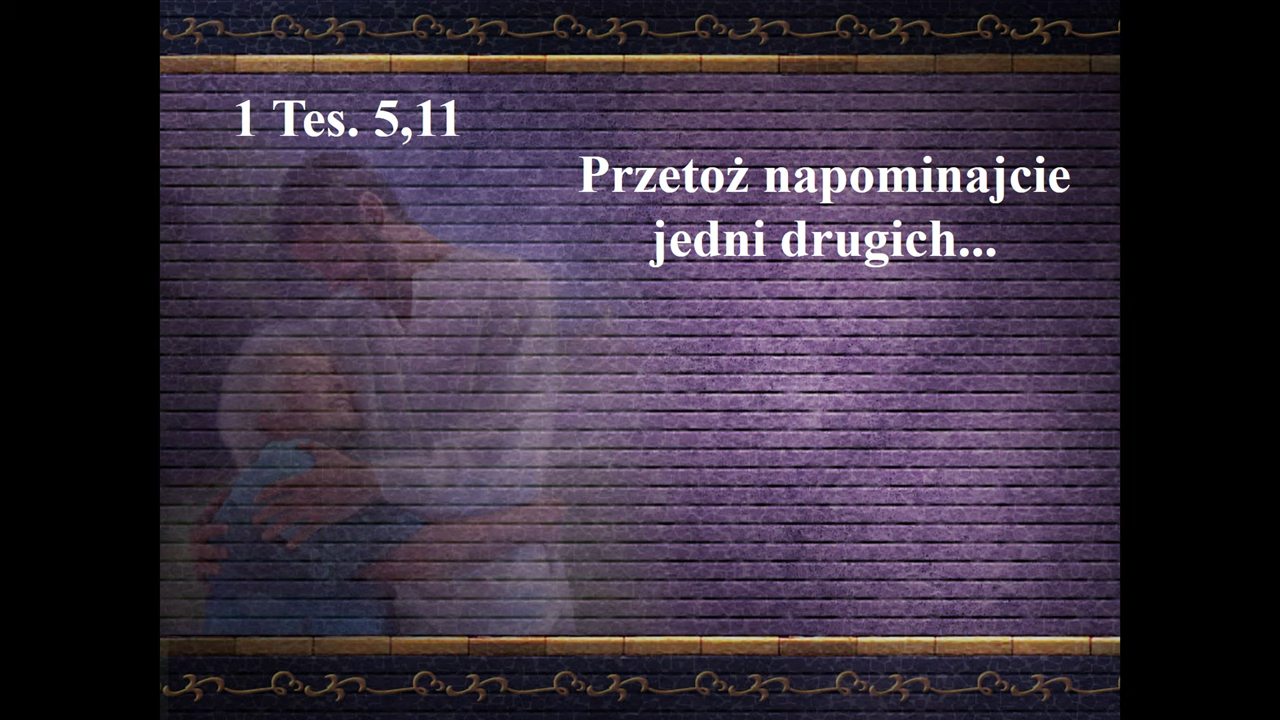 1 Tes. 5,11
Przetoż napominajcie
jedni drugich...